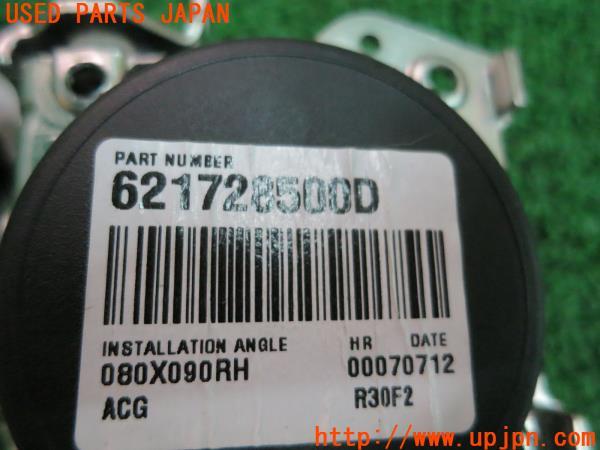 USED PARTS JAPAN
PART NUMBER
621728500D
INSTALLATION ANGLE
HR DATE
080X090RH
00070712
ACG
R30F2
http://www.upjpn.com/